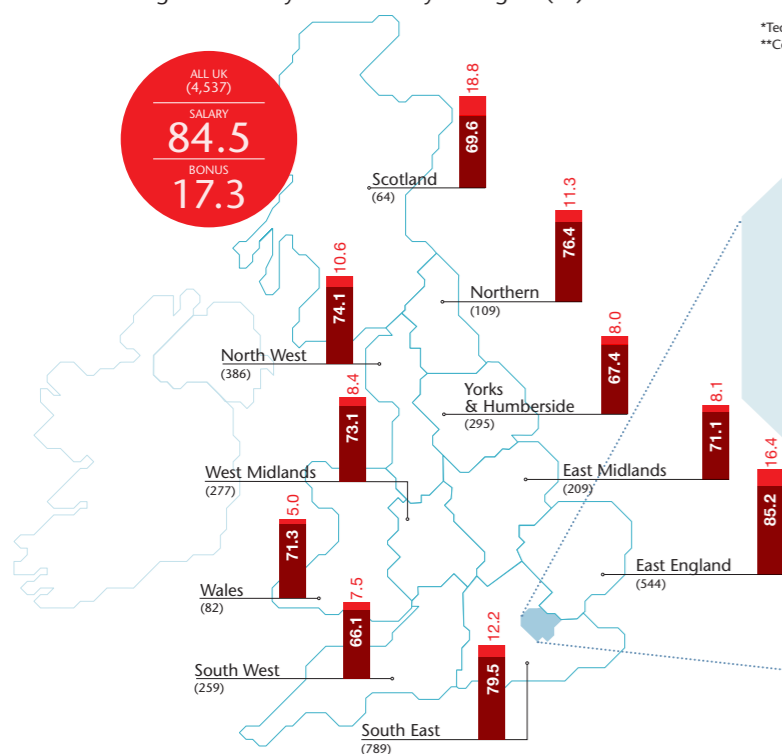 *Tec
**C
ALL UK
(4,537)
SALARY
84.5
BONUS
17.3
18.8
69.6
Scotland
(64)
11.3
76.4
Northern
(109)
10.6
74.1
North West
(386)
8.0
67.4
Yorks
& Humberside
(295)
8.4
73.1
West Midlands
(277)
8.1
71.1
East Midlands
(209)
16.4
85.2
East England
(544)
5.0
71.3
Wales
(82)
7.5
66.1
South West
(259)
12.2
79.5
South East
(789)